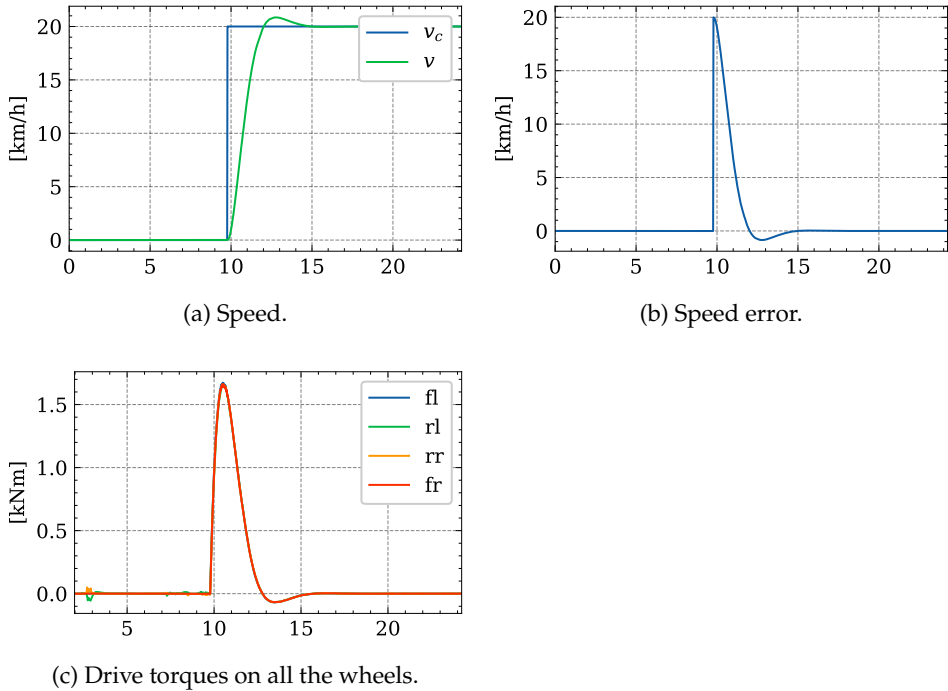 20
15
10
5
0
[km/h]
v_c
v
0 5 10 15 20
(a) Speed.
20
15
10
5
0
[km/h]
0 5 10 15 20
(b) Speed error.
1.5
1.0
0.5
0.0
[kNm]
fl
rl
rr
fr
5 10 15 20
(c) Drive torques on all the wheels.